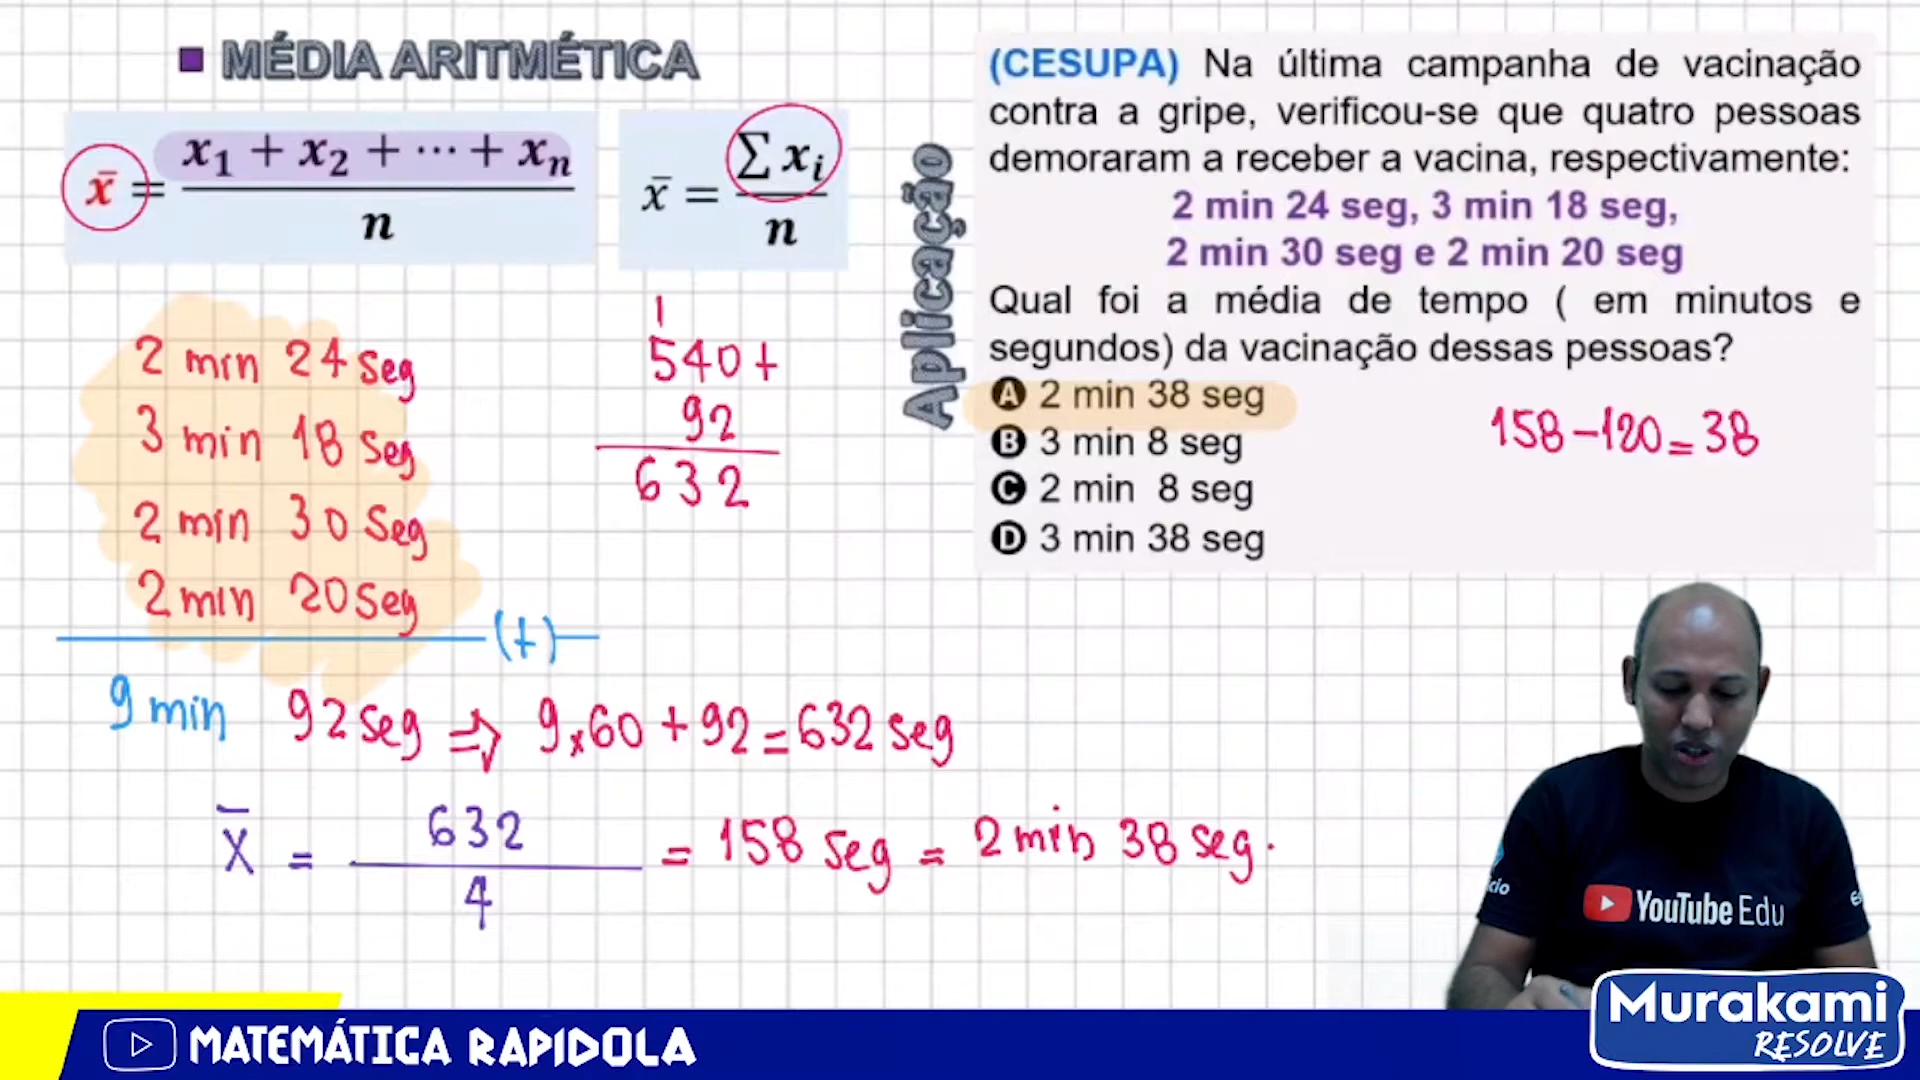 MÉDIA ARITMÉTICA
x̄ = (x₁ + x₂ + ⋯ + xₙ) / n
x̄ = ∑ xᵢ / n
2 min 24 seg
3 min 18 seg
2 min 30 seg
2 min 20 seg
(+)
9 min 92 seg ⇒ 9×60 + 92 = 632 seg
1
540+
92
632
X̄ = 632 / 4 = 158 seg = 2 min 38 seg.
Aplicação
(CESUPA) Na última campanha de vacinação
contra a gripe, verificou-se que quatro pessoas
demoraram a receber a vacina, respectivamente:
2 min 24 seg, 3 min 18 seg,
2 min 30 seg e 2 min 20 seg
Qual foi a média de tempo ( em minutos e
segundos) da vacinação dessas pessoas?
A 2 min 38 seg
B 3 min 8 seg
C 2 min 8 seg
D 3 min 38 seg
158 – 120 = 38
YouTube Edu
MATEMÁTICA RAPIDOLA
Murakami
RESOLVE